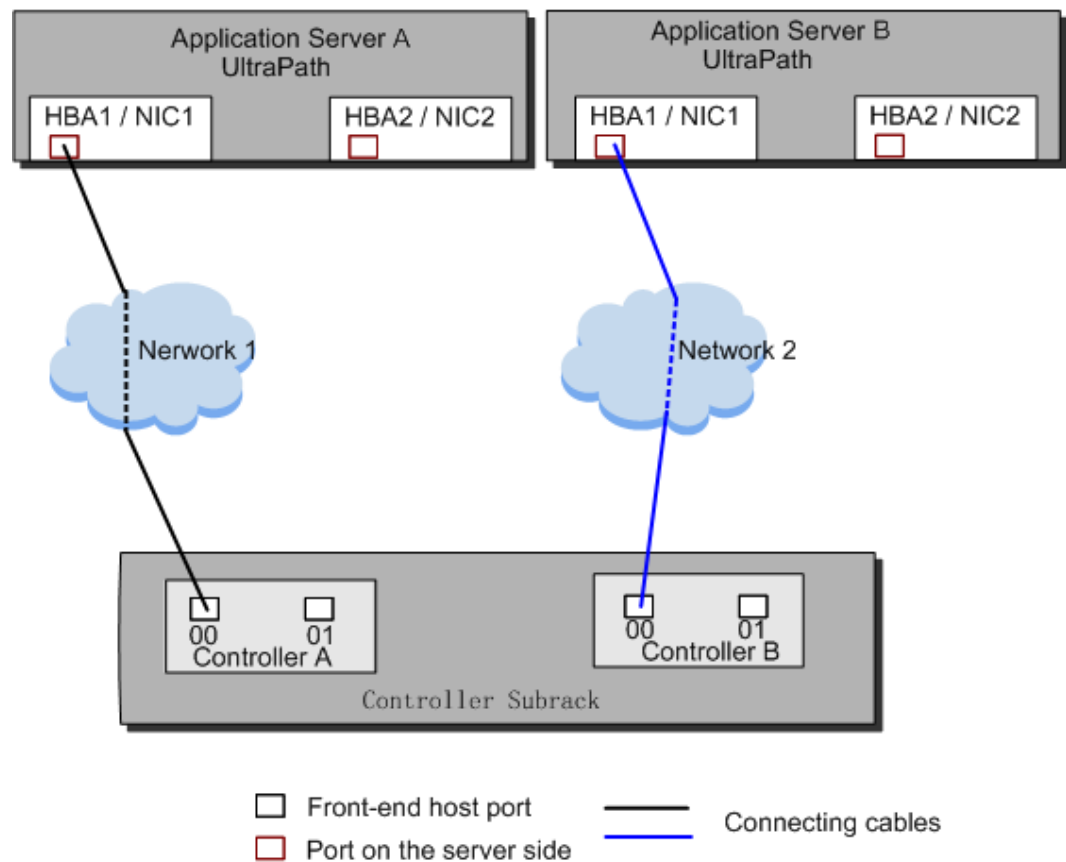 Application Server A
UltraPath
HBA1 / NIC1
HBA2 / NIC2
Application Server B
UltraPath
HBA1 / NIC1
HBA2 / NIC2
Nerwork 1
Network 2
00
01
Controller A
00
01
Controller B
Controller Subrack
Front-end host port
Port on the server side
Connecting cables